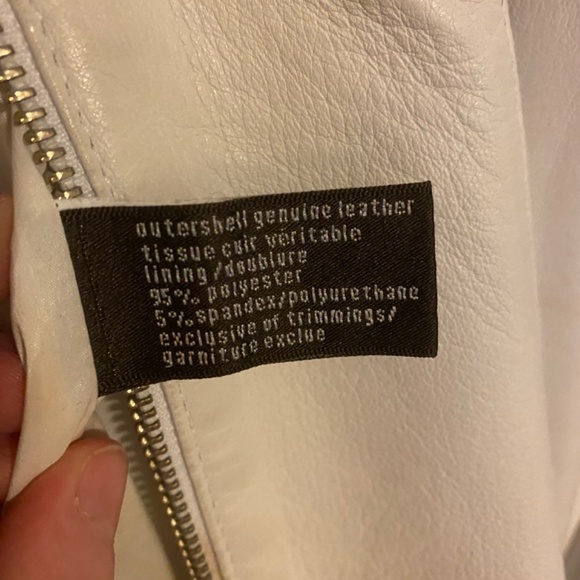 outershell genuine leather
tissue cuir véritable
lining/doublure
95% polyester
5% spandex/polyurethane
exclusive of trimmings/
garniture exclue